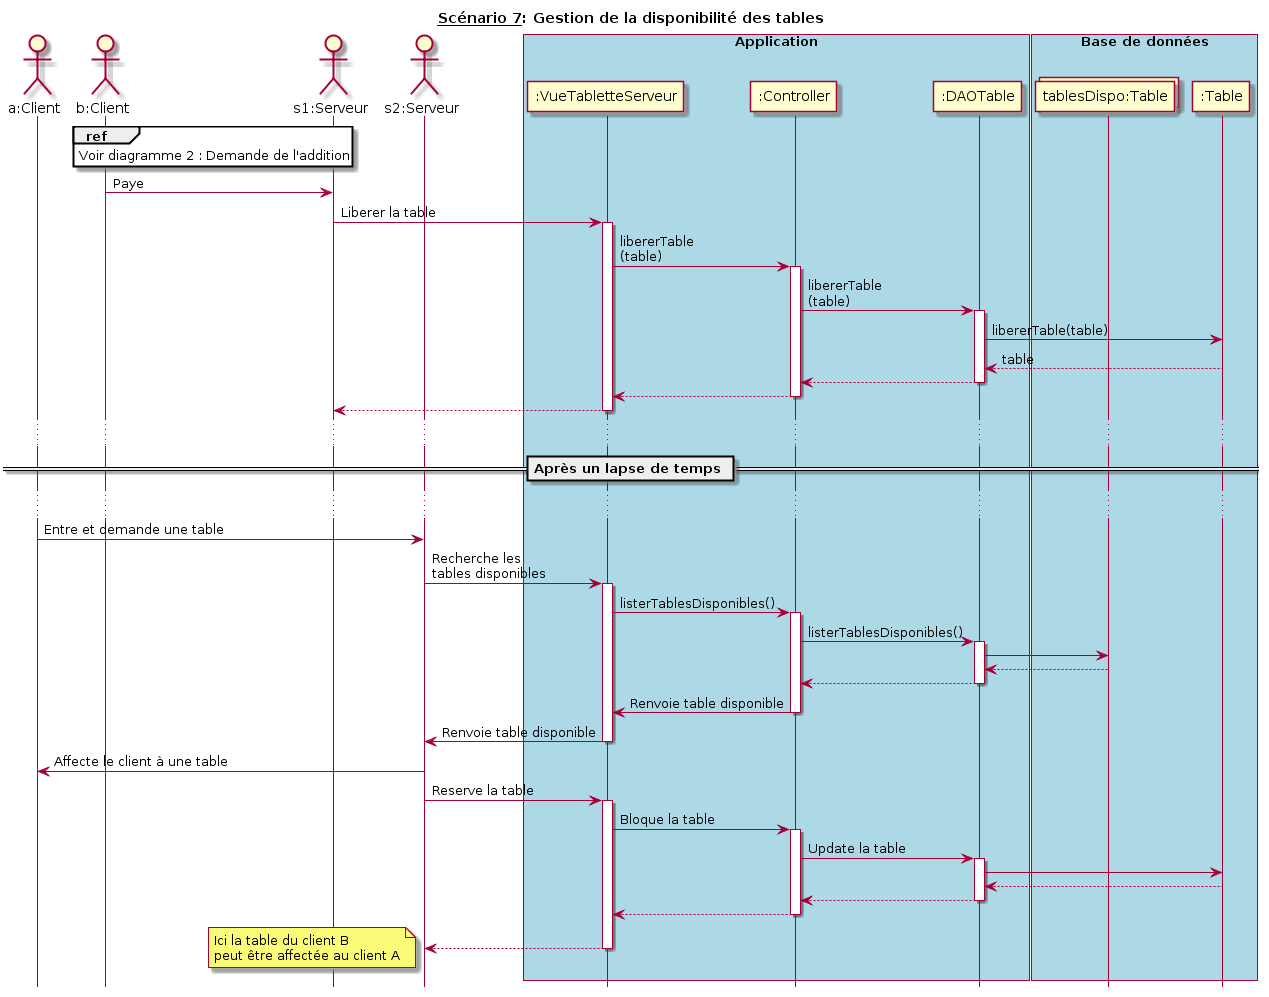 Scénario 7: Gestion de la disponibilité des tables
Application
Base de données
a:Client
b:Client
s1:Serveur
s2:Serveur
:VueTabletteServeur
:Controller
:DAOTable
tablesDispo:Table
:Table
ref
Voir diagramme 2 : Demande de l'addition
Paye
Liberer la table
libererTable
(table)
libererTable
(table)
libererTable(table)
table
Après un lapse de temps
Entre et demande une table
Recherche les
tables disponibles
listerTablesDisponibles()
listerTablesDisponibles()
Renvoie table disponible
Renvoie table disponible
Affecte le client à une table
Reserve la table
Bloque la table
Update la table
Ici la table du client B
peut être affectée au client A